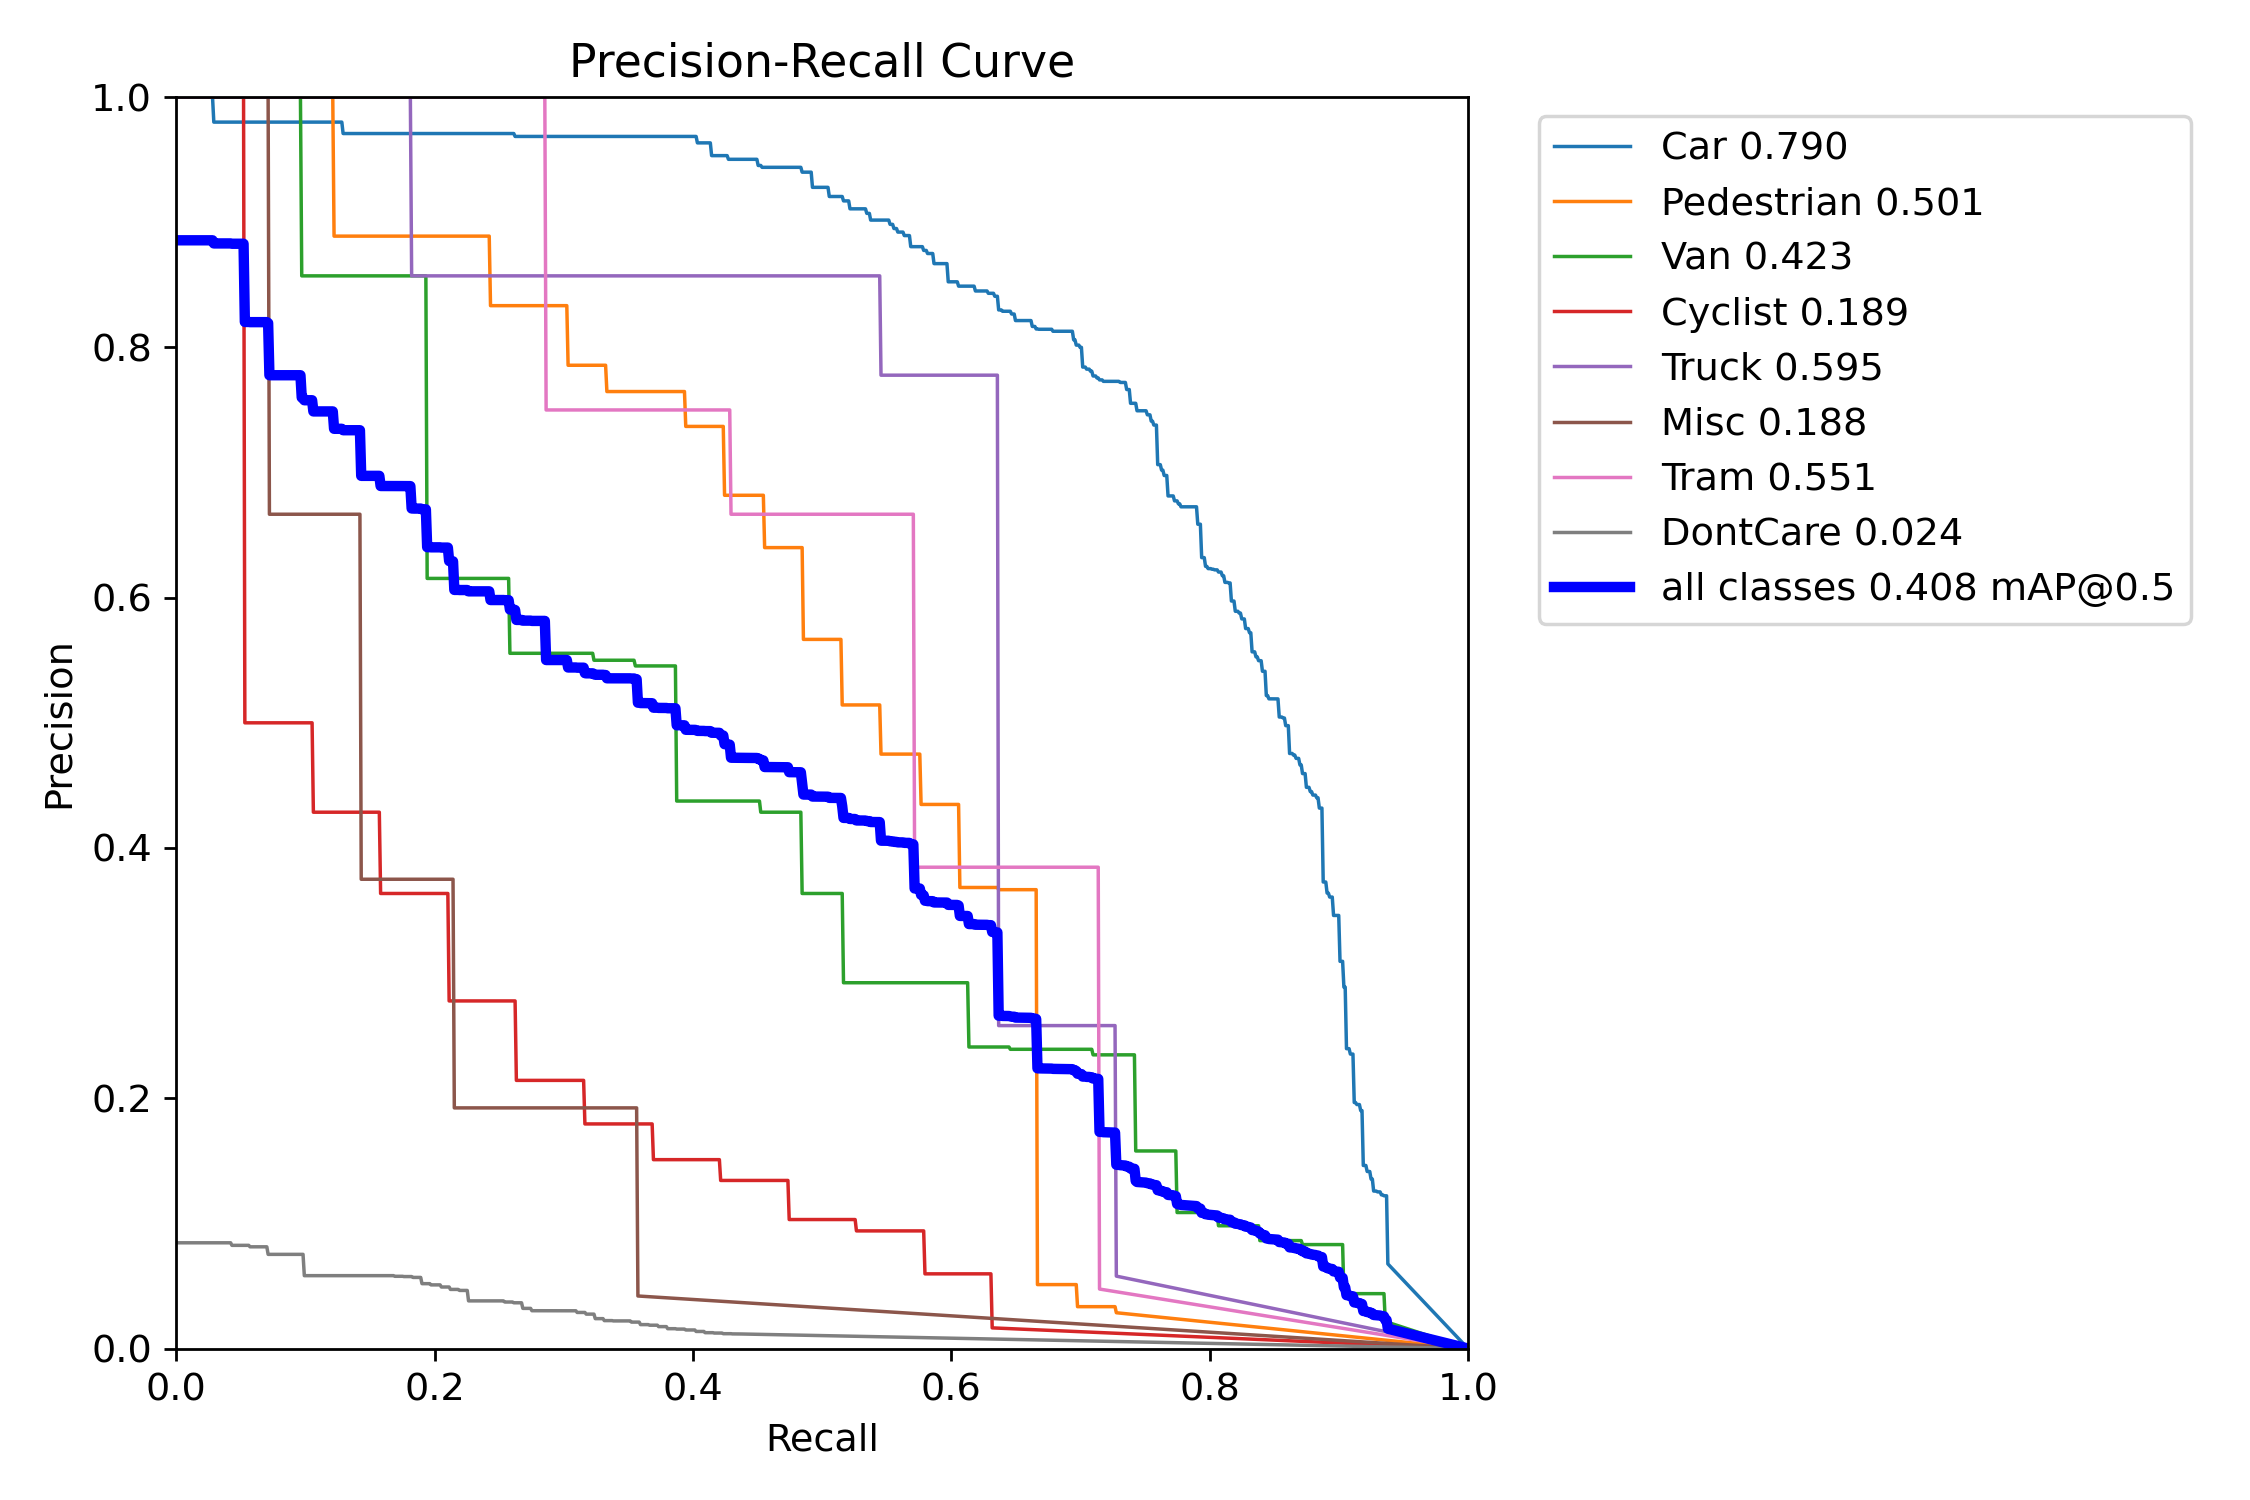 Precision-Recall Curve
1.0
0.8
0.6
0.4
0.2
0.0
Precision
0.0 0.2 0.4 0.6 0.8 1.0
Recall
Car 0.790
Pedestrian 0.501
Van 0.423
Cyclist 0.189
Truck 0.595
Misc 0.188
Tram 0.551
DontCare 0.024
all classes 0.408 mAP@0.5